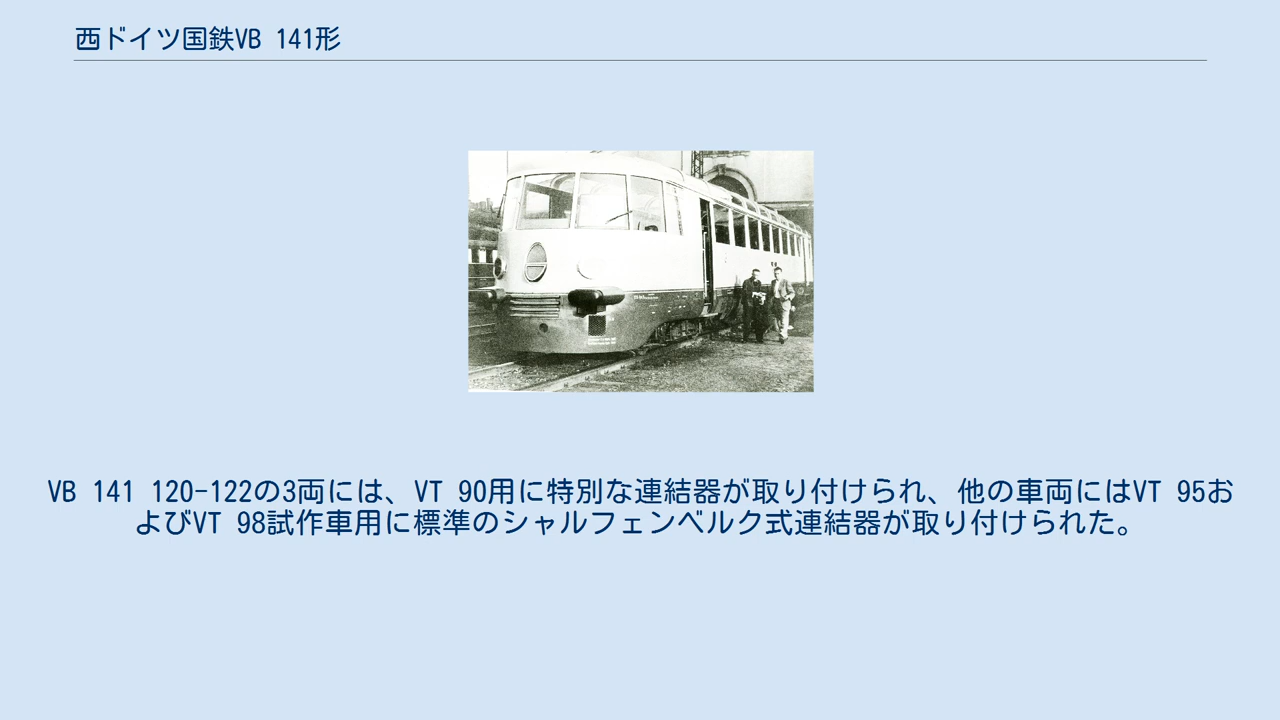 西ドイツ国鉄VB 141形
VB 141 120-122の3両には、VT 90用に特別な連結器が取り付けられ、他の車両にはVT 95お
よびVT 98試作車用に標準のシャルフェンベルク式連結器が取り付けられた。